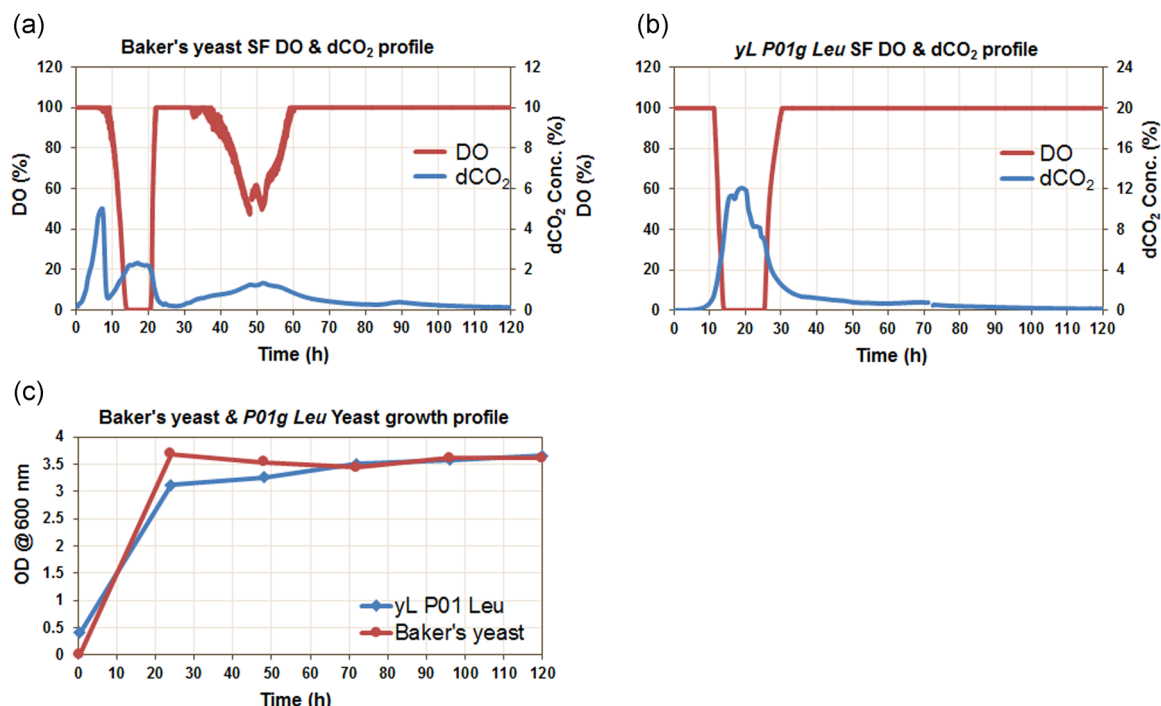 (a)
Baker's yeast SF DO & dCO₂ profile
120
100
80
60
40
20
0
DO (%)
12
10
8
6
4
2
0
dCO₂ Conc. (%)
DO
dCO₂
0 10 20 30 40 50 60 70 80 90 100 110 120
Time (h)
(b)
yL P01g Leu SF DO & dCO₂ profile
120
100
80
60
40
20
0
DO (%)
24
20
16
12
8
4
0
dCO₂ Conc. (%)
DO
dCO₂
0 10 20 30 40 50 60 70 80 90 100 110 120
Time (h)
(c)
Baker's yeast & P01g Leu Yeast growth profile
4
3.5
3
2.5
2
1.5
1
0.5
0
OD @600 nm
yL P01 Leu
Baker's yeast
0 10 20 30 40 50 60 70 80 90 100 110 120
Time (h)